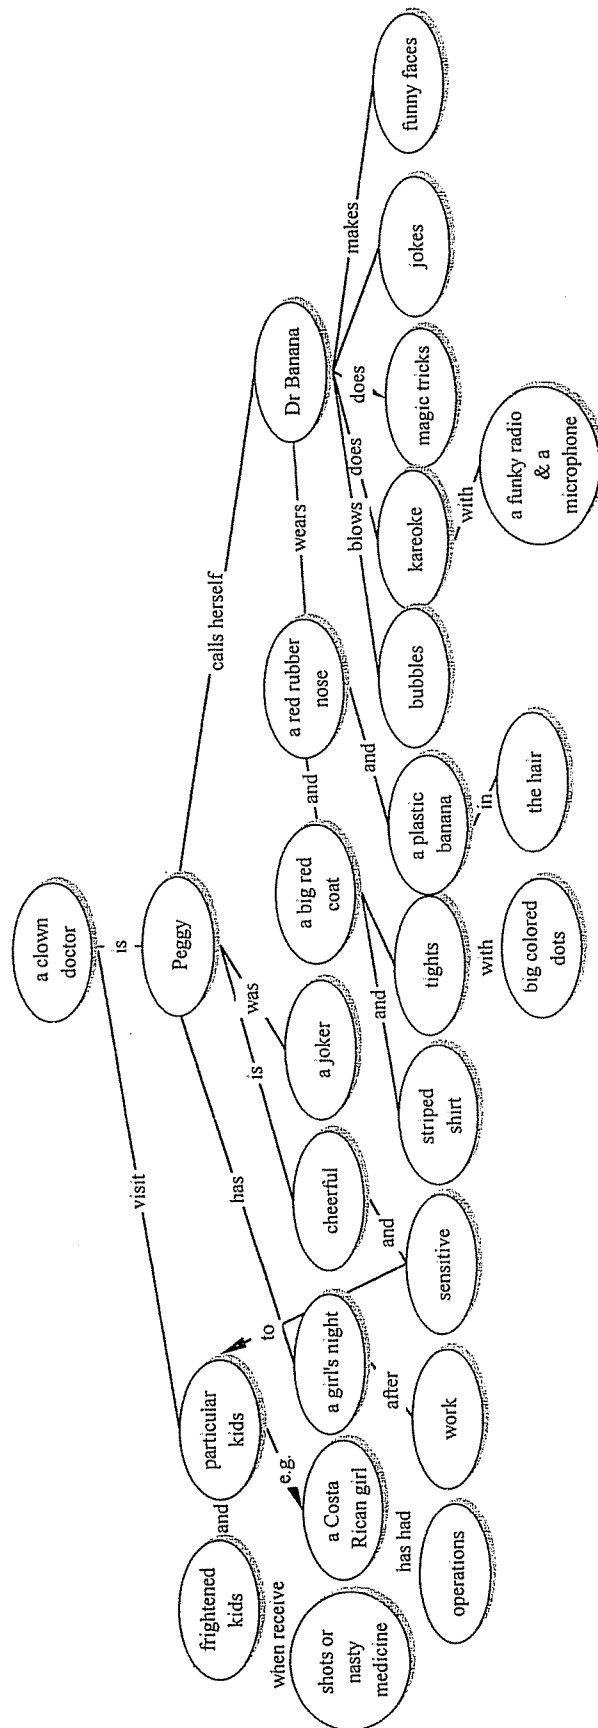 a clown
doctor
is
visit
Peggy
calls herself
has
is
was
frightened
kids
and
particular
kids
when receive
shots or
nasty
medicine
e.g.
a Costa
Rican girl
has had
operations
to
a girl's night
after
work
cheerful
and
sensitive
a joker
a big red
coat
and
a red rubber
nose
wears
Dr Banana
and
striped
shirt
tights
with
big colored
dots
and
a plastic
banana
in
the hair
blows
bubbles
does
kareoke
with
a funky radio
& a
microphone
does
magic tricks
jokes
makes
funny faces